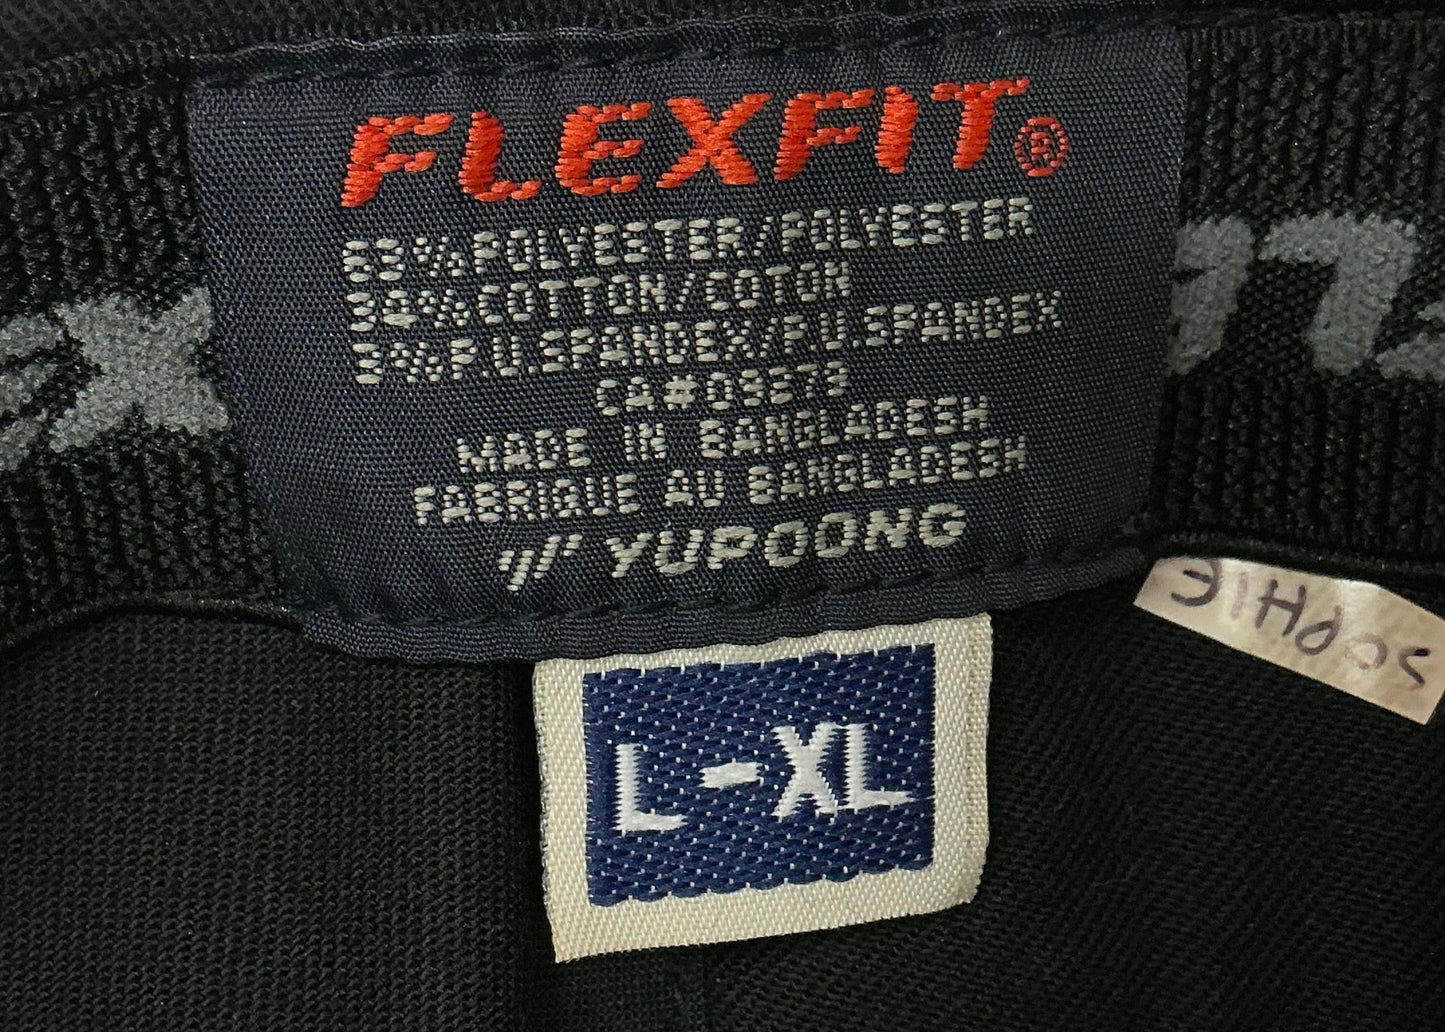 FLEXFIT®
63%POLYESTER/POLYESTER
34%COTTON/COTON
3%P.U.SPANDEX/P.U.SPANDEX
CA#09373
MADE IN BANGLADESH
FABRIQUE AU BANGLADESH
YUPOONG
L-XL
SOPHIE